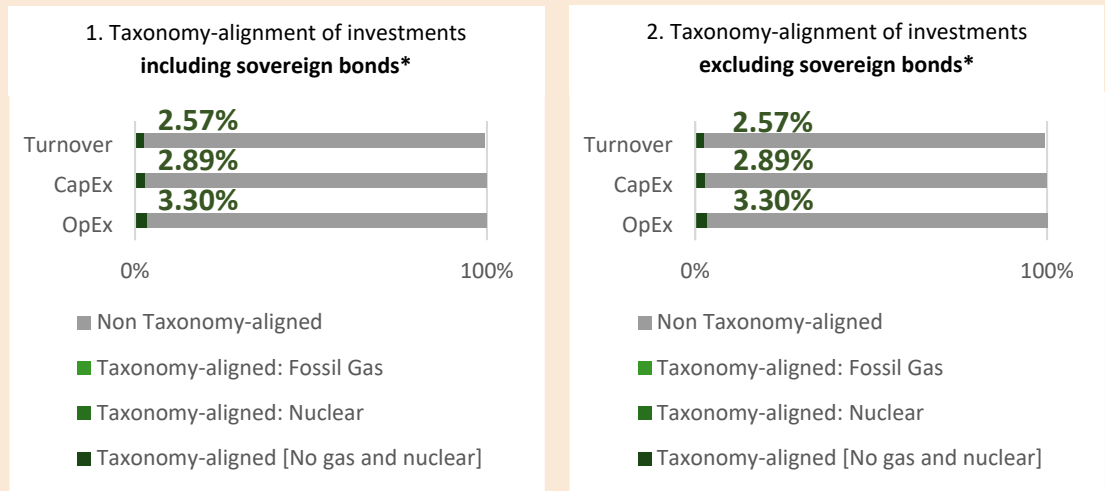 1. Taxonomy-alignment of investments
including sovereign bonds*
2.57%
Turnover
2.89%
CapEx
3.30%
OpEx
0%
100%
Non Taxonomy-aligned
Taxonomy-aligned: Fossil Gas
Taxonomy-aligned: Nuclear
Taxonomy-aligned [No gas and nuclear]
2. Taxonomy-alignment of investments
excluding sovereign bonds*
2.57%
Turnover
2.89%
CapEx
3.30%
OpEx
0%
100%
Non Taxonomy-aligned
Taxonomy-aligned: Fossil Gas
Taxonomy-aligned: Nuclear
Taxonomy-aligned [No gas and nuclear]